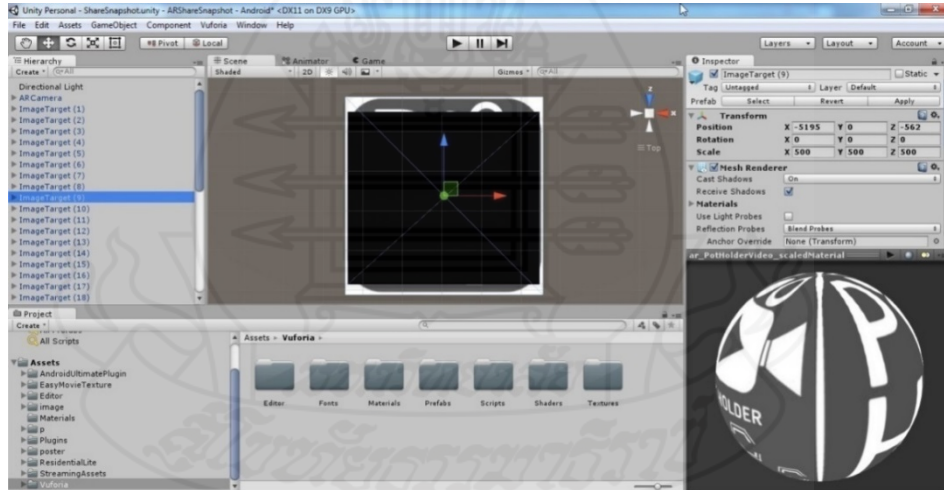 Unity Personal - ShareSnapshot.unity - ARShareSnapshot - Android* <DX11 on DX9 GPU>
File Edit Assets GameObject Component Vuforia Window Help
Pivot Local Layers Layout Account
Hierarchy
Create All
Directional Light
ARCamera
ImageTarget (1)
ImageTarget (2)
ImageTarget (3)
ImageTarget (4)
ImageTarget (5)
ImageTarget (6)
ImageTarget (7)
ImageTarget (8)
ImageTarget (9)
ImageTarget (10)
ImageTarget (11)
ImageTarget (12)
ImageTarget (13)
ImageTarget (14)
ImageTarget (15)
ImageTarget (16)
ImageTarget (17)
ImageTarget (18)
Scene Animator Game
Shaded 2D Gizmos All
z
x
Top
Inspector
ImageTarget (9) Static
Tag Untagged Layer Default
Prefab Select Revert Apply
Transform
Position X -5195 Y 0 Z -562
Rotation X 0 Y 0 Z 0
Scale X 500 Y 500 Z 500
Mesh Renderer
Cast Shadows On
Receive Shadows
Materials
Use Light Probes
Reflection Probes Blend Probes
Anchor Override None (Transform)
ar_PotHolderVideo_scaledMaterial
HOLDER
Project
Create
All Scripts
Assets
AndroidUltimatePlugin
EasyMovieTexture
Editor
image
Materials
p
Plugins
poster
ResidentialLite
StreamingAssets
Vuforia
Assets Vuforia
Editor Fonts Materials Prefabs Scripts Shaders Textures